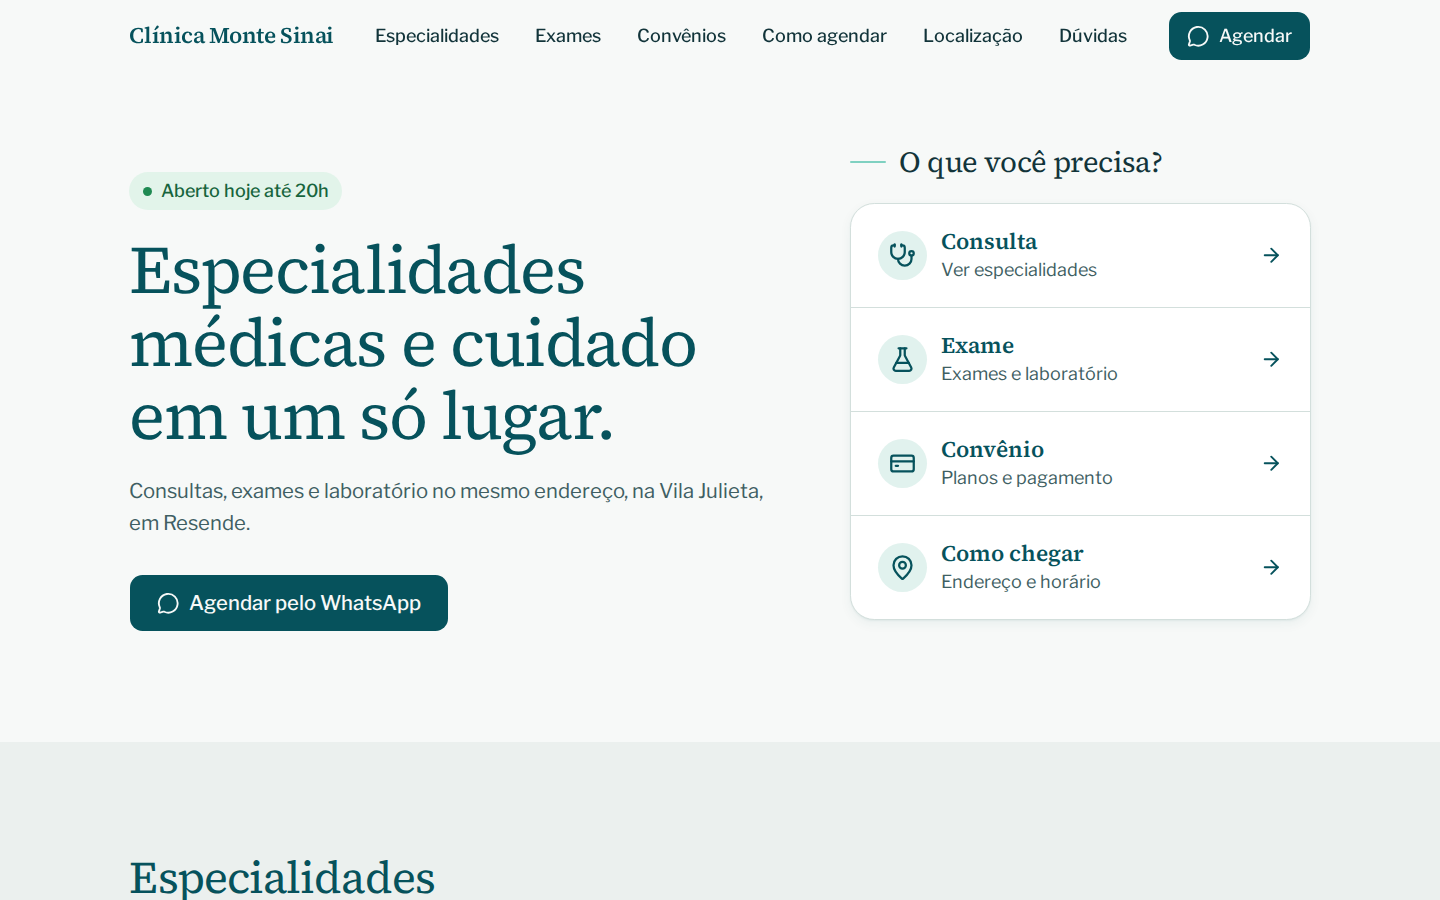 Clínica Monte Sinai
Especialidades
Exames
Convênios
Como agendar
Localização
Dúvidas
Agendar
Aberto hoje até 20h
Especialidades
médicas e cuidado
em um só lugar.
Consultas, exames e laboratório no mesmo endereço, na Vila Julieta,
em Resende.
Agendar pelo WhatsApp
O que você precisa?
Consulta
Ver especialidades
Exame
Exames e laboratório
Convênio
Planos e pagamento
Como chegar
Endereço e horário
Especialidades